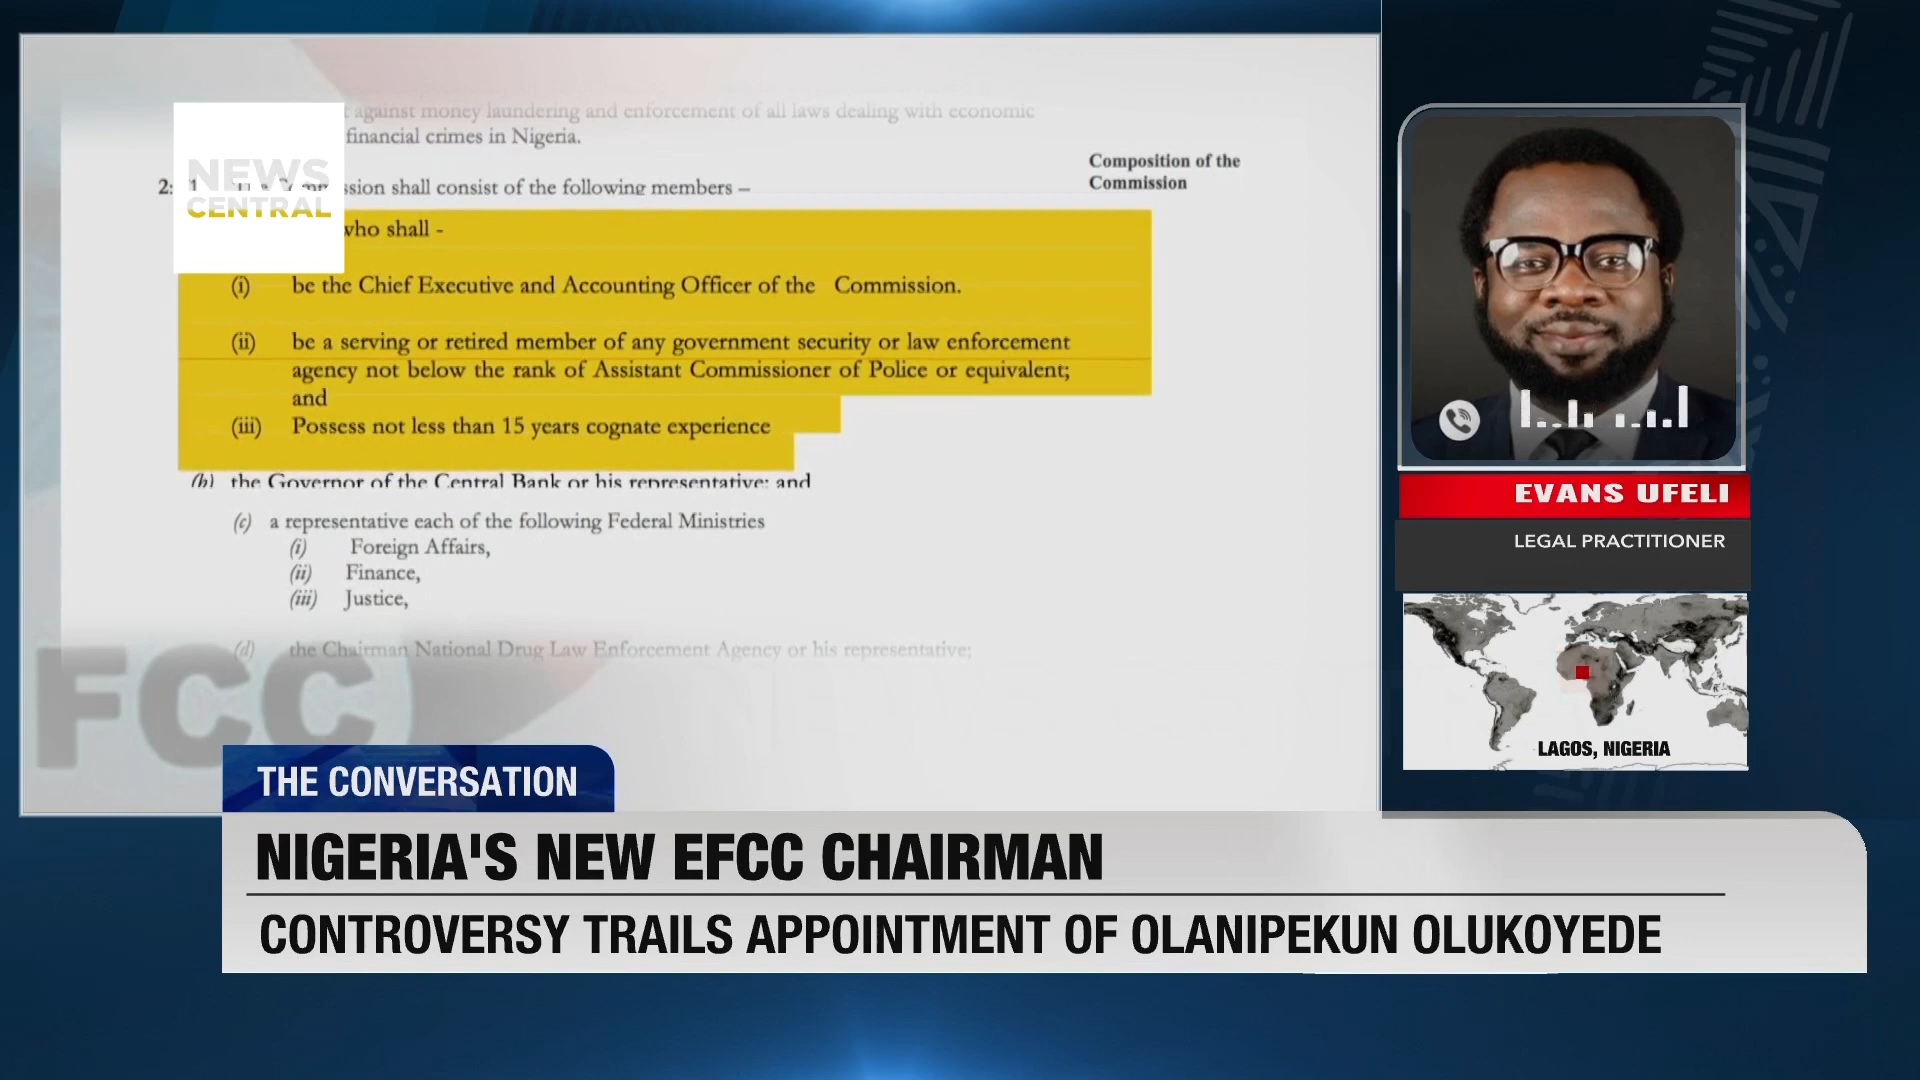 against money laundering and enforcement of all laws dealing with economic
financial crimes in Nigeria.
Composition of the
Commission
2: shall consist of the following members –
NEWS
CENTRAL
who shall -
(i) be the Chief Executive and Accounting Officer of the Commission.
(ii) be a serving or retired member of any government security or law enforcement
agency not below the rank of Assistant Commissioner of Police or equivalent;
and
(iii) Possess not less than 15 years cognate experience
(b) the Governor of the Central Bank or his representative; and
(c) a representative each of the following Federal Ministries
(i) Foreign Affairs,
(ii) Finance,
(iii) Justice,
(d) the Chairman National Drug Law Enforcement Agency or his representative;
FCC
EVANS UFELI
LEGAL PRACTITIONER
LAGOS, NIGERIA
THE CONVERSATION
NIGERIA'S NEW EFCC CHAIRMAN
CONTROVERSY TRAILS APPOINTMENT OF OLANIPEKUN OLUKOYEDE